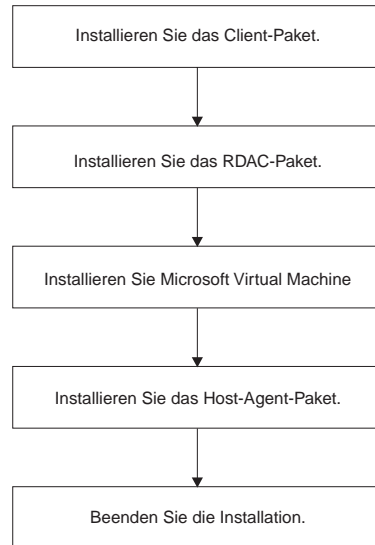 Installieren Sie das Client-Paket.
Installieren Sie das RDAC-Paket.
Installieren Sie Microsoft Virtual Machine
Installieren Sie das Host-Agent-Paket.
Beenden Sie die Installation.